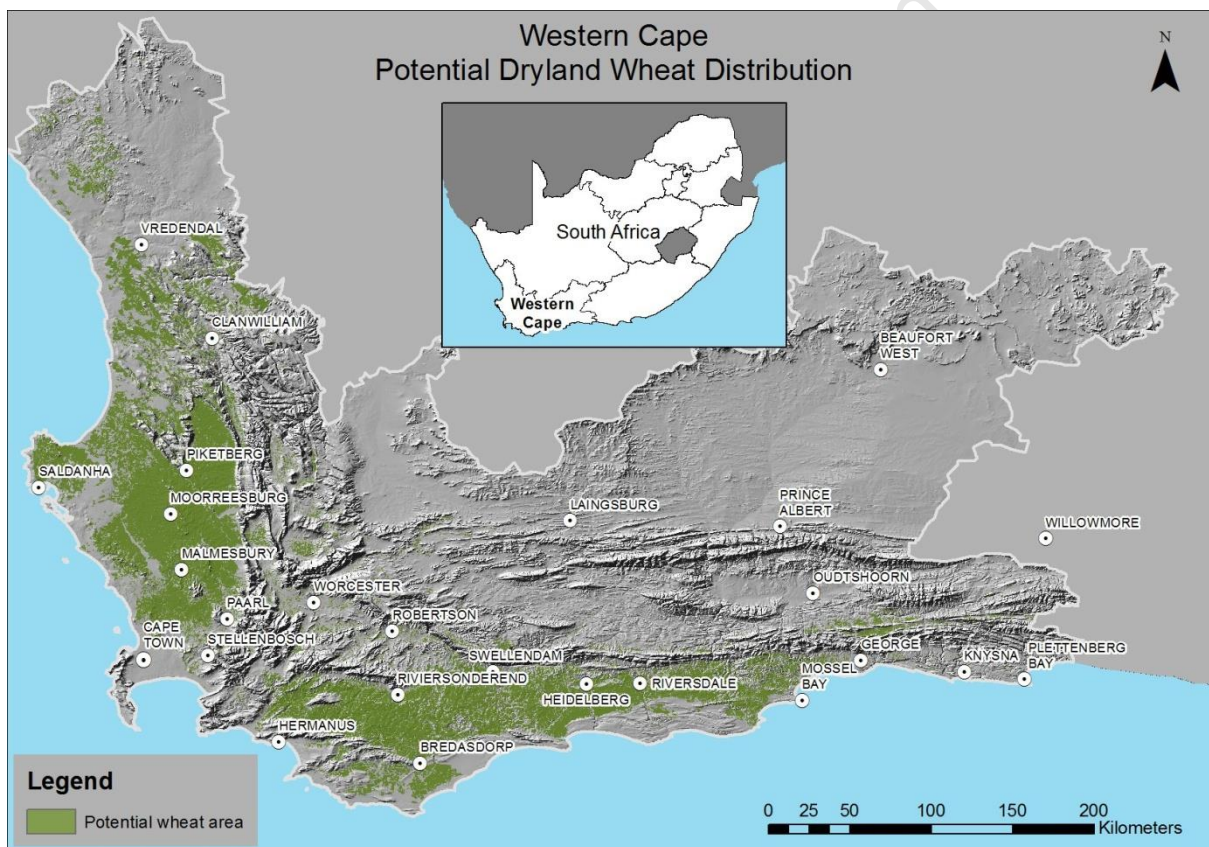 Western Cape
Potential Dryland Wheat Distribution
N
South Africa
Western
Cape
VREDENDAL
CLANWILLIAM
BEAUFORT
WEST
PIKETBERG
SALDANHA
MOORREESBURG
LAINGSBURG
PRINCE
ALBERT
WILLOWMORE
MALMESBURY
WORCESTER
OUDTSHOORN
PAARL
ROBERTSON
CAPE
TOWN
STELLENBOSCH
SWELLENDAM
GEORGE
KNYSNA
PLETTENBERG
BAY
MOSSEL
BAY
RIVIERSONDEREND
HEIDELBERG
RIVERSDALE
HERMANUS
BREDASDORP
Legend
Potential wheat area
0 25 50 100 150 200
Kilometers